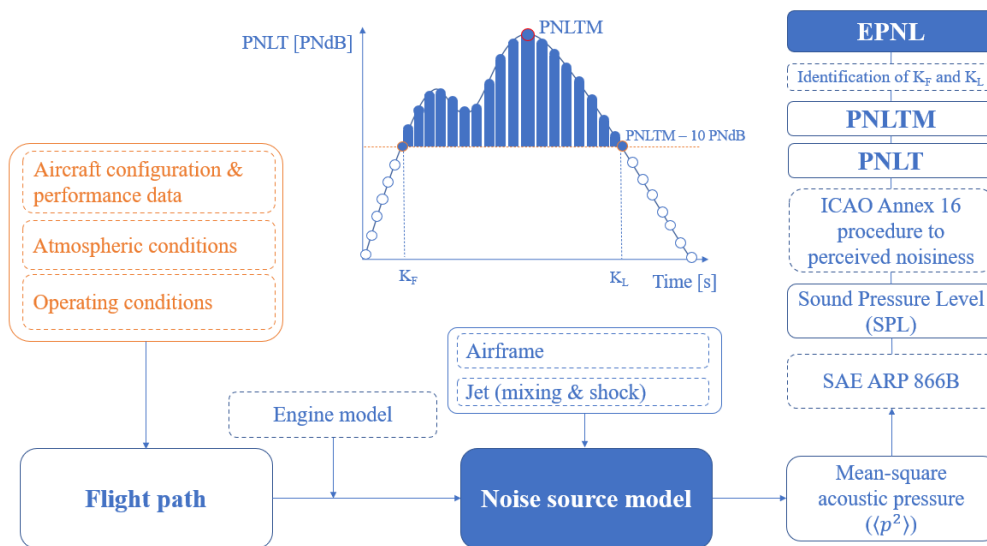 PNLT [PNdB]
PNLTM
PNLTM – 10 PNdB
K_F
K_L
Time [s]
Aircraft configuration &
performance data
Atmospheric conditions
Operating conditions
Engine model
Airframe
Jet (mixing & shock)
Flight path
Noise source model
EPNL
Identification of K_F and K_L
PNLTM
PNLT
ICAO Annex 16
procedure to
perceived noisiness
Sound Pressure Level
(SPL)
SAE ARP 866B
Mean-square
acoustic pressure
(⟨p²⟩)